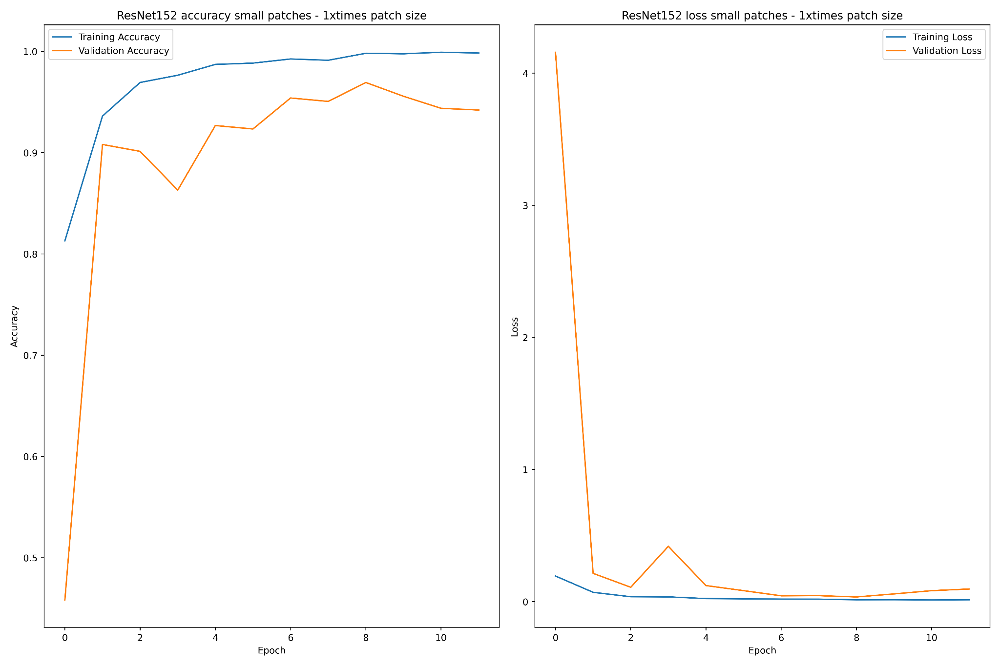 ResNet152 accuracy small patches - 1xtimes patch size
Training Accuracy
Validation Accuracy
1.0
0.9
0.8
0.7
0.6
0.5
Accuracy
0 2 4 6 8 10
Epoch
ResNet152 loss small patches - 1xtimes patch size
Training Loss
Validation Loss
4
3
2
1
0
Loss
0 2 4 6 8 10
Epoch